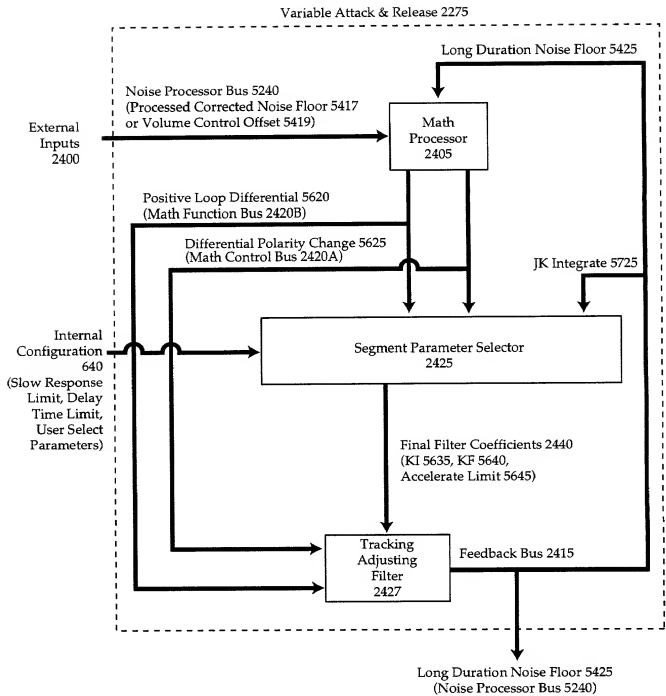 Variable Attack & Release 2275
Long Duration Noise Floor 5425
Noise Processor Bus 5240
(Processed Corrected Noise Floor 5417
or Volume Control Offset 5419)
External
Inputs
2400
Math
Processor
2405
Positive Loop Differential 5620
(Math Function Bus 2420B)
Differential Polarity Change 5625
(Math Control Bus 2420A)
JK Integrate 5725
Internal
Configuration
640
(Slow Response
Limit, Delay
Time Limit,
User Select
Parameters)
Segment Parameter Selector
2425
Final Filter Coefficients 2440
(KI 5635, KF 5640,
Accelerate Limit 5645)
Tracking
Adjusting
Filter
2427
Feedback Bus 2415
Long Duration Noise Floor 5425
(Noise Processor Bus 5240)